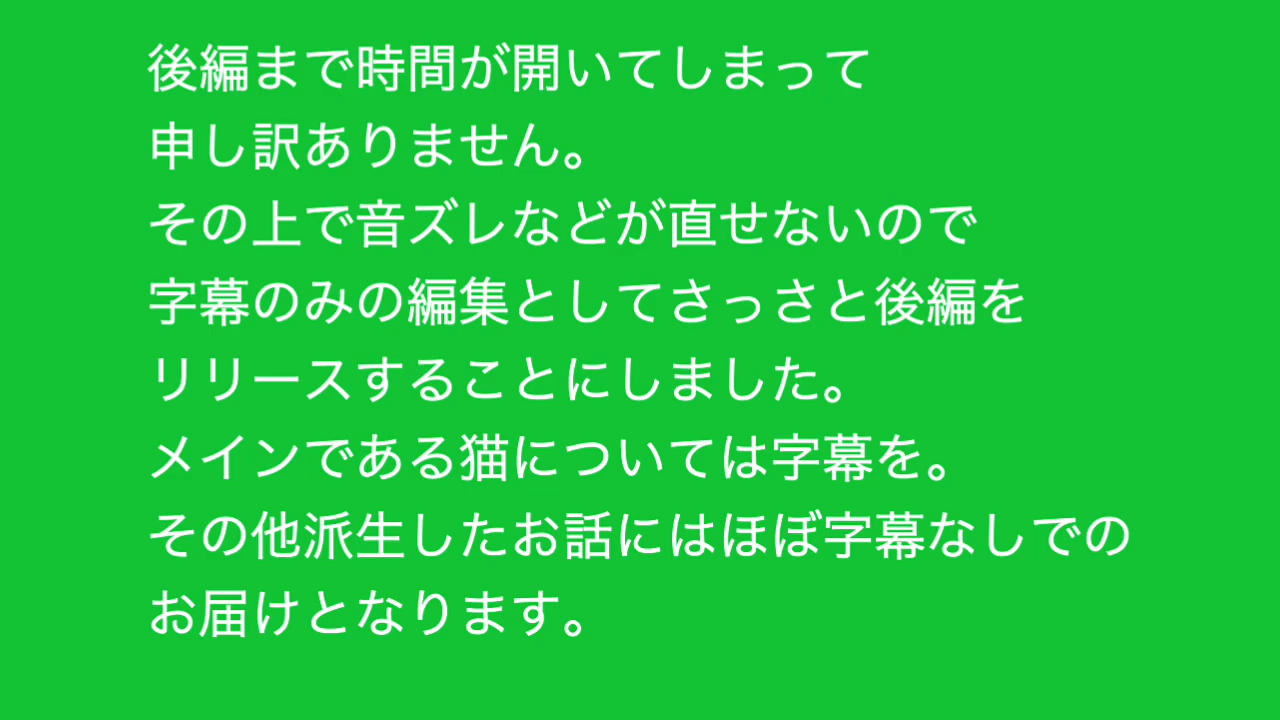 後編まで時間が開いてしまって
申し訳ありません。
その上で音ズレなどが直せないので
字幕のみの編集としてさっさと後編を
リリースすることにしました。
メインである猫については字幕を。
その他派生したお話にはほぼ字幕なしでの
お届けとなります。